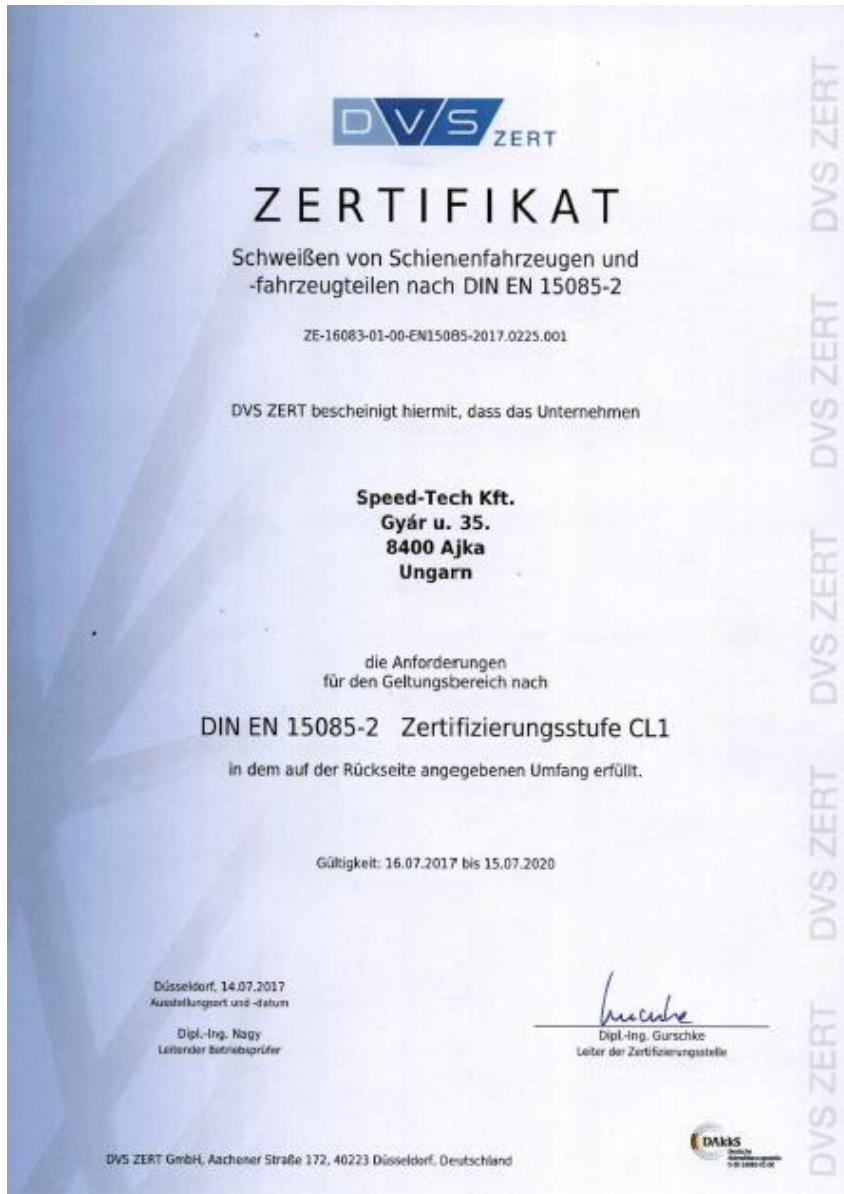 DVS ZERT
ZERTIFIKAT
Schweißen von Schienenfahrzeugen und
-fahrzeugteilen nach DIN EN 15085-2
ZE-16083-01-00-EN15085-2017.0225.001
DVS ZERT bescheinigt hiermit, dass das Unternehmen
Speed-Tech Kft.
Gyár u. 35.
8400 Ajka
Ungarn
die Anforderungen
für den Geltungsbereich nach
DIN EN 15085-2 Zertifizierungsstufe CL1
in dem auf der Rückseite angegebenen Umfang erfüllt.
Gültigkeit: 16.07.2017 bis 15.07.2020
Düsseldorf, 14.07.2017
Ausstellungsort und -datum
Dipl.-Ing. Nagy
Leitender Betriebsprüfer
Dipl.-Ing. Gurschke
Leiter der Zertifizierungsstelle
DAkkS
Deutsche
Akkreditierungsstelle
DVS ZERT GmbH, Aachener Straße 172, 40223 Düsseldorf, Deutschland
DVS ZERT DVS ZERT DVS ZERT DVS ZERT DVS ZERT